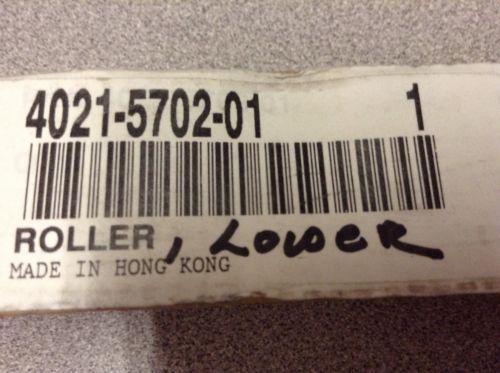 4021-5702-01 1
ROLLER, LOWER
MADE IN HONG KONG